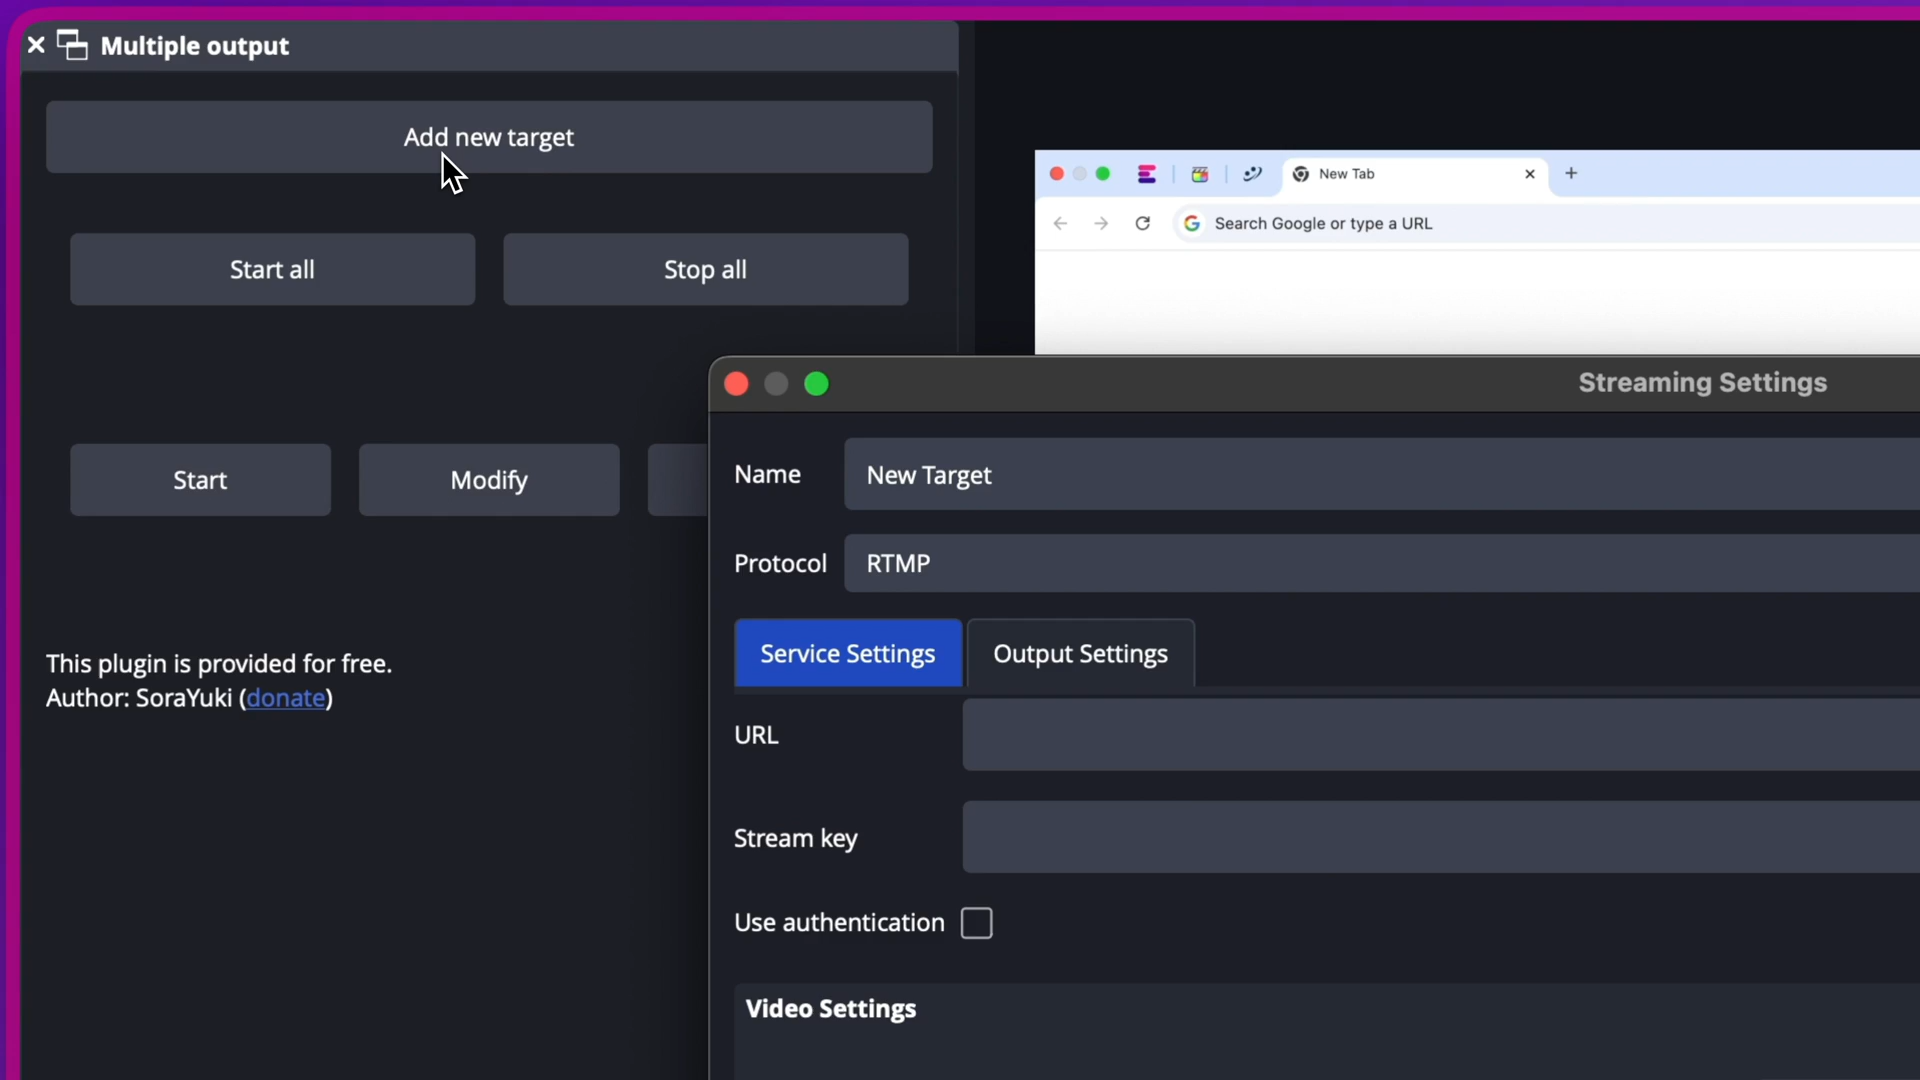 Multiple output
Add new target
Start all
Stop all
Start
Modify
This plugin is provided for free.
Author: SoraYuki (donate)
New Tab
Search Google or type a URL
Streaming Settings
Name
New Target
Protocol
RTMP
Service Settings
Output Settings
URL
Stream key
Use authentication
Video Settings